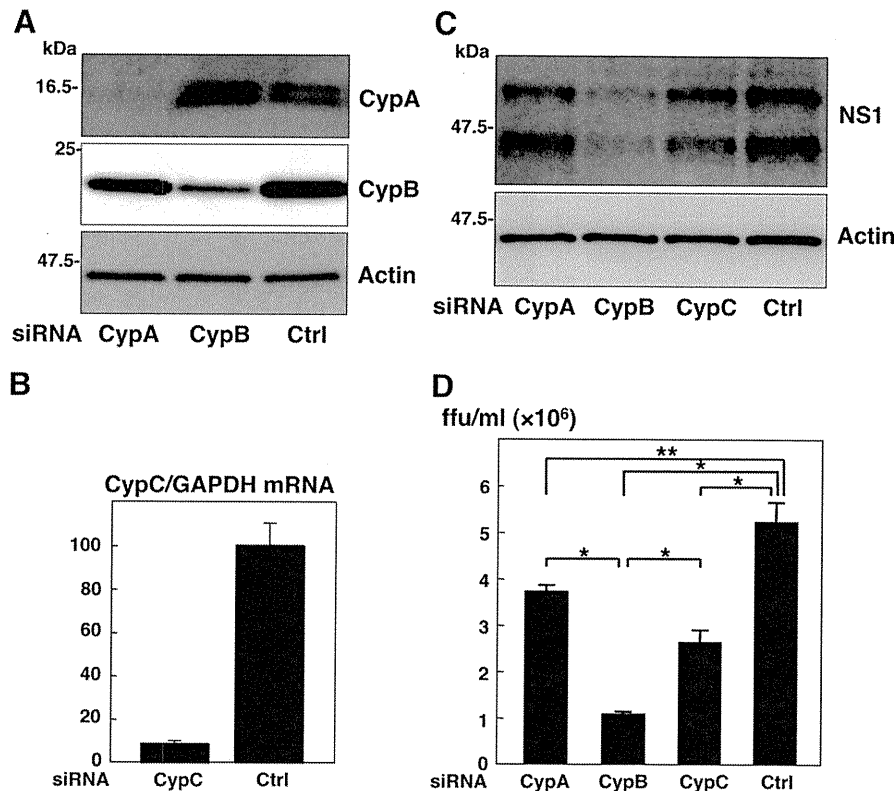 A
kDa
16.5-
CypA
25-
CypB
47.5-
Actin
siRNA CypA CypB Ctrl
B
CypC/GAPDH mRNA
100
80
60
40
20
0
siRNA CypC Ctrl
C
kDa
47.5-
NS1
47.5-
Actin
siRNA CypA CypB CypC Ctrl
D
ffu/ml (×10⁶)
** 
*
*
* *
6
5
4
3
2
1
0
siRNA CypA CypB CypC Ctrl